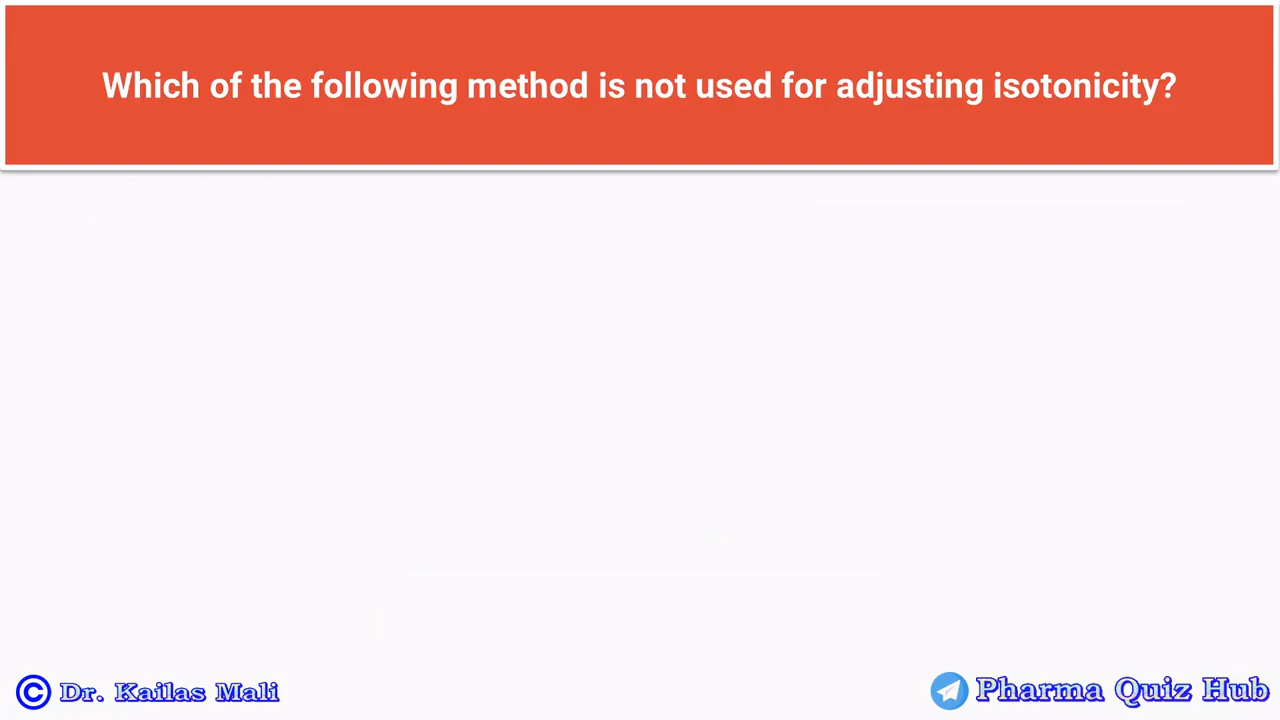 Which of the following method is not used for adjusting isotonicity?
© Dr. Kailas Mali
Pharma Quiz Hub